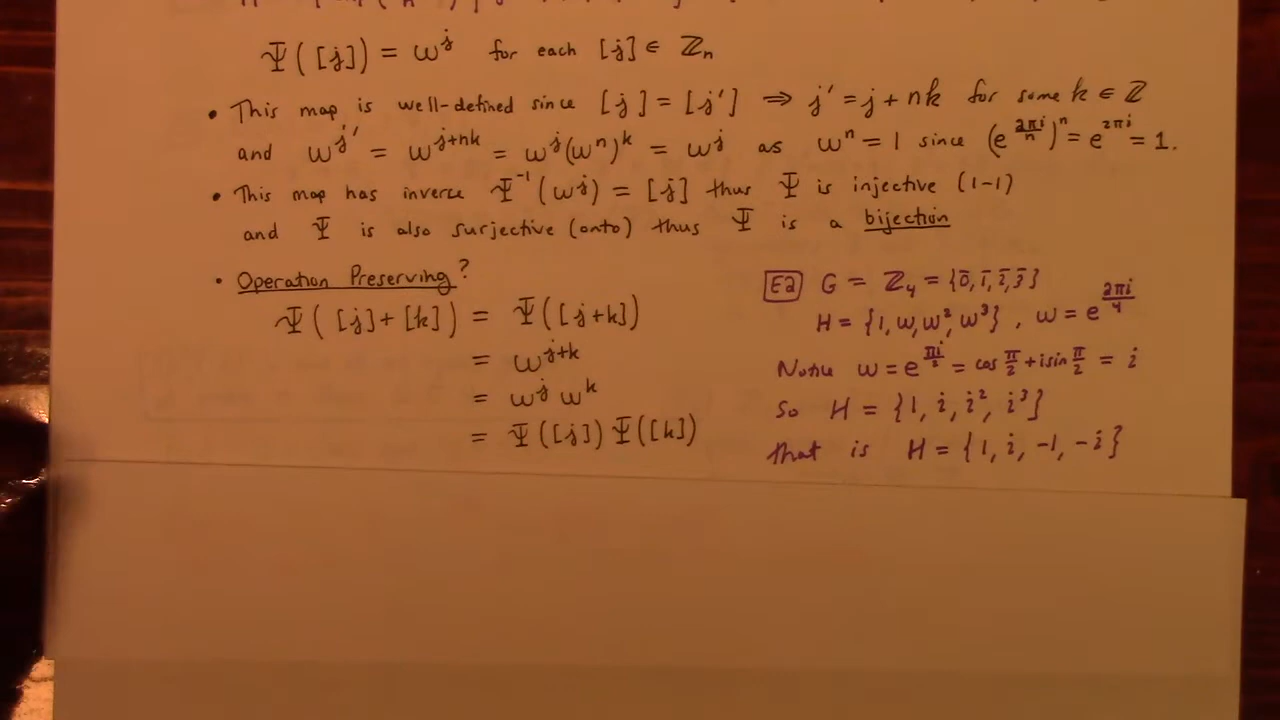 Ψ([j]) = ω^j for each [j] ∈ ℤₙ
• This map is well-defined since [j] = [j'] ⇒ j' = j + nk for some k ∈ ℤ
and ω^{j'} = ω^{j+nk} = ω^j(ω^n)^k = ω^j as ω^n = 1 since (e^{2πi/n})^n = e^{2πi} = 1.
• This map has inverse Ψ^{-1}(ω^j) = [j] thus Ψ is injective (1-1)
and Ψ is also surjective (onto) thus Ψ is a bijection
• Operation Preserving?
Ψ([j]+[k]) = Ψ([j+k])
= ω^{j+k}
= ω^j ω^k
= Ψ([j]) Ψ([k])
E2 G = ℤ₄ = {0̄, 1̄, 2̄, 3̄}
H = {1, ω, ω², ω³}, ω = e^{2πi/4}
Notice ω = e^{πi/2} = cos π/2 + i sin π/2 = i
So H = {1, i, i², i³}
that is H = {1, i, -1, -i}